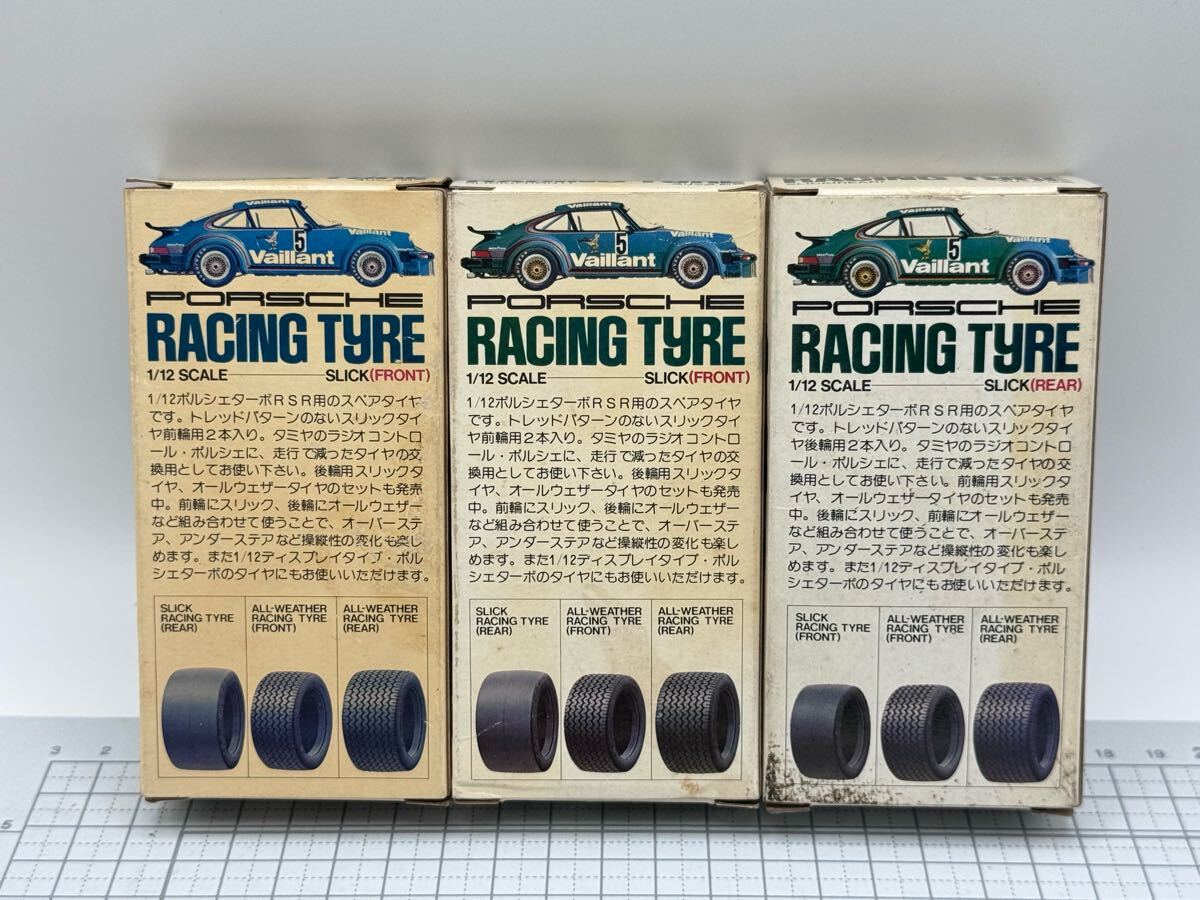 Vaillant
5
Vaillant
Vaillant
PORSCHE
RACING TYRE
1/12 SCALE SLICK(FRONT)
1/12ポルシェターボRSR用のスペアタイヤ
です。トレッドパターンのないスリックタイ
ヤ前輪用2本入り。タミヤのラジオコントロ
ール・ポルシェに、走行で減ったタイヤの交
換用としてお使い下さい。後輪用スリックタ
イヤ、オールウェザータイヤのセットも発売
中。前輪にスリック、後輪にオールウェザー
など組み合わせて使うことで、オーバーステ
ア、アンダーステアなど操縦性の変化も楽し
めます。また1/12ディスプレイタイプ・ポル
シェターボのタイヤにもお使いいただけます。
SLICK
RACING TYRE
(REAR)
ALL-WEATHER
RACING TYRE
(FRONT)
ALL-WEATHER
RACING TYRE
(REAR)
Vaillant
5
Vaillant
Vaillant
PORSCHE
RACING TYRE
1/12 SCALE SLICK(FRONT)
1/12ポルシェターボRSR用のスペアタイヤ
です。トレッドパターンのないスリックタイ
ヤ前輪用2本入り。タミヤのラジオコントロ
ール・ポルシェに、走行で減ったタイヤの交
換用としてお使い下さい。後輪用スリックタ
イヤ、オールウェザータイヤのセットも発売
中。前輪にスリック、後輪にオールウェザー
など組み合わせて使うことで、オーバーステ
ア、アンダーステアなど操縦性の変化も楽し
めます。また1/12ディスプレイタイプ・ポル
シェターボのタイヤにもお使いいただけます。
SLICK
RACING TYRE
(REAR)
ALL-WEATHER
RACING TYRE
(FRONT)
ALL-WEATHER
RACING TYRE
(REAR)
RACING TYRE
Vaillant
5
Vaillant
Vaillant
PORSCHE
RACING TYRE
1/12 SCALE SLICK(REAR)
1/12ポルシェターボRSR用のスペアタイヤ
です。トレッドパターンのないスリックタイ
ヤ後輪用2本入り。タミヤのラジオコントロ
ール・ポルシェに、走行で減ったタイヤの交
換用としてお使い下さい。前輪用スリックタ
イヤ、オールウェザータイヤのセットも発売
中。後輪にスリック、前輪にオールウェザー
など組み合わせて使うことで、オーバーステ
ア、アンダーステアなど操縦性の変化も楽し
めます。また1/12ディスプレイタイプ・ポル
シェターボのタイヤにもお使いいただけます。
SLICK
RACING TYRE
(FRONT)
ALL-WEATHER
RACING TYRE
(FRONT)
ALL-WEATHER
RACING TYRE
(REAR)
3 2
18 19
5